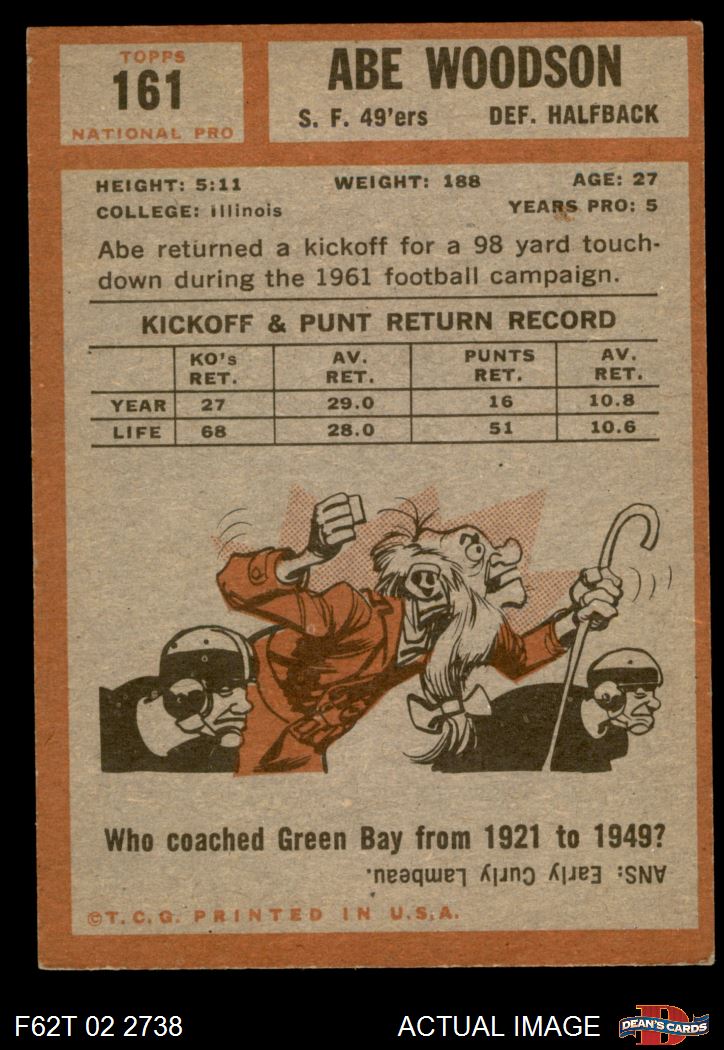 TOPPS
161
NATIONAL PRO
ABE WOODSON
S. F. 49'ers DEF. HALFBACK
HEIGHT: 5:11 WEIGHT: 188 AGE: 27
COLLEGE: Illinois YEARS PRO: 5
Abe returned a kickoff for a 98 yard touch-
down during the 1961 football campaign.
KICKOFF & PUNT RETURN RECORD
KO's RET. AV. RET. PUNTS RET. AV. RET.
YEAR 27 29.0 16 10.8
LIFE 68 28.0 51 10.6
Who coached Green Bay from 1921 to 1949?
ANS: Early Curly Lambeau.
©T.C.G. PRINTED IN U.S.A.
F62T 02 2738 ACTUAL IMAGE
D
DEAN'S CARDS